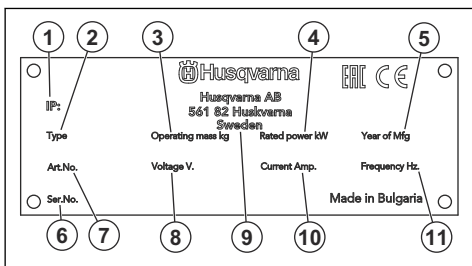 1 2 3 4 5
Husqvarna EAC CE
IP:
Husqvarna AB
561 82 Huskvarna
Sweden
Type Operating mass kg Rated power kW Year of Mfg
Art.No. Voltage V. Current Amp. Frequency Hz.
Ser.No. Made in Bulgaria
6 7 8 9 10 11